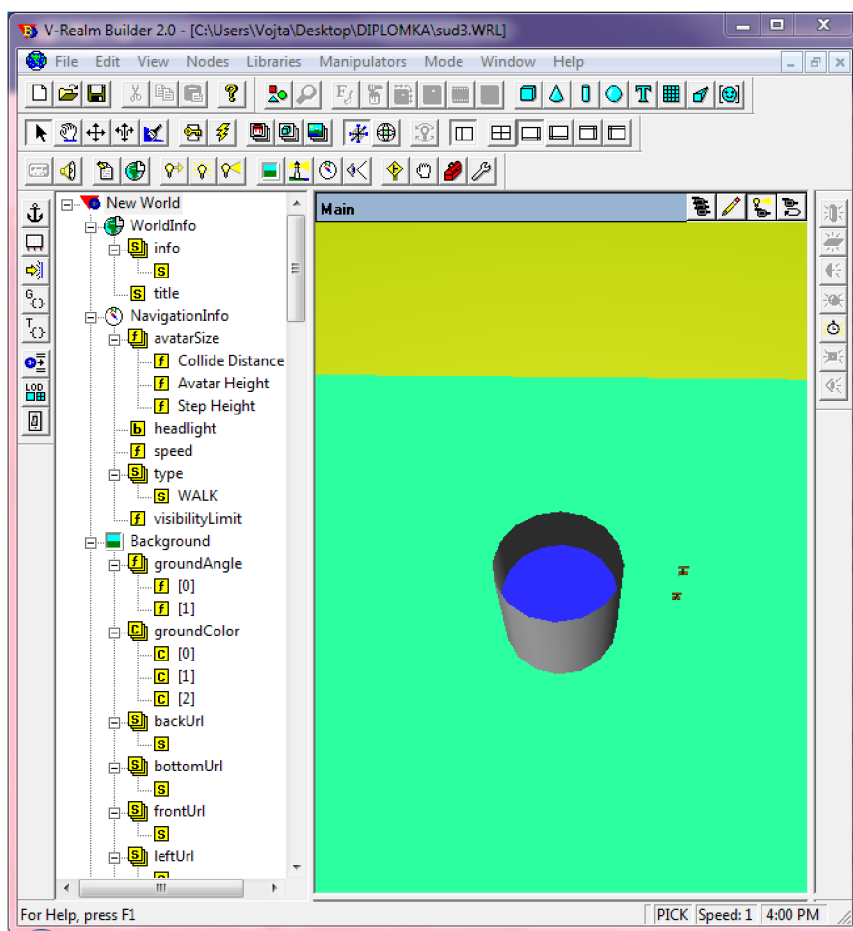 V-Realm Builder 2.0 - [C:\Users\Vojta\Desktop\DIPLOMKA\sud3.WRL]
File Edit View Nodes Libraries Manipulators Mode Window Help
New World
WorldInfo
info
title
NavigationInfo
avatarSize
Collide Distance
Avatar Height
Step Height
headlight
speed
type
WALK
visibilityLimit
Background
groundAngle
[0]
[1]
groundColor
[0]
[1]
[2]
backUrl
bottomUrl
frontUrl
leftUrl
Main
LOD
For Help, press F1
PICK Speed: 1 4:00 PM